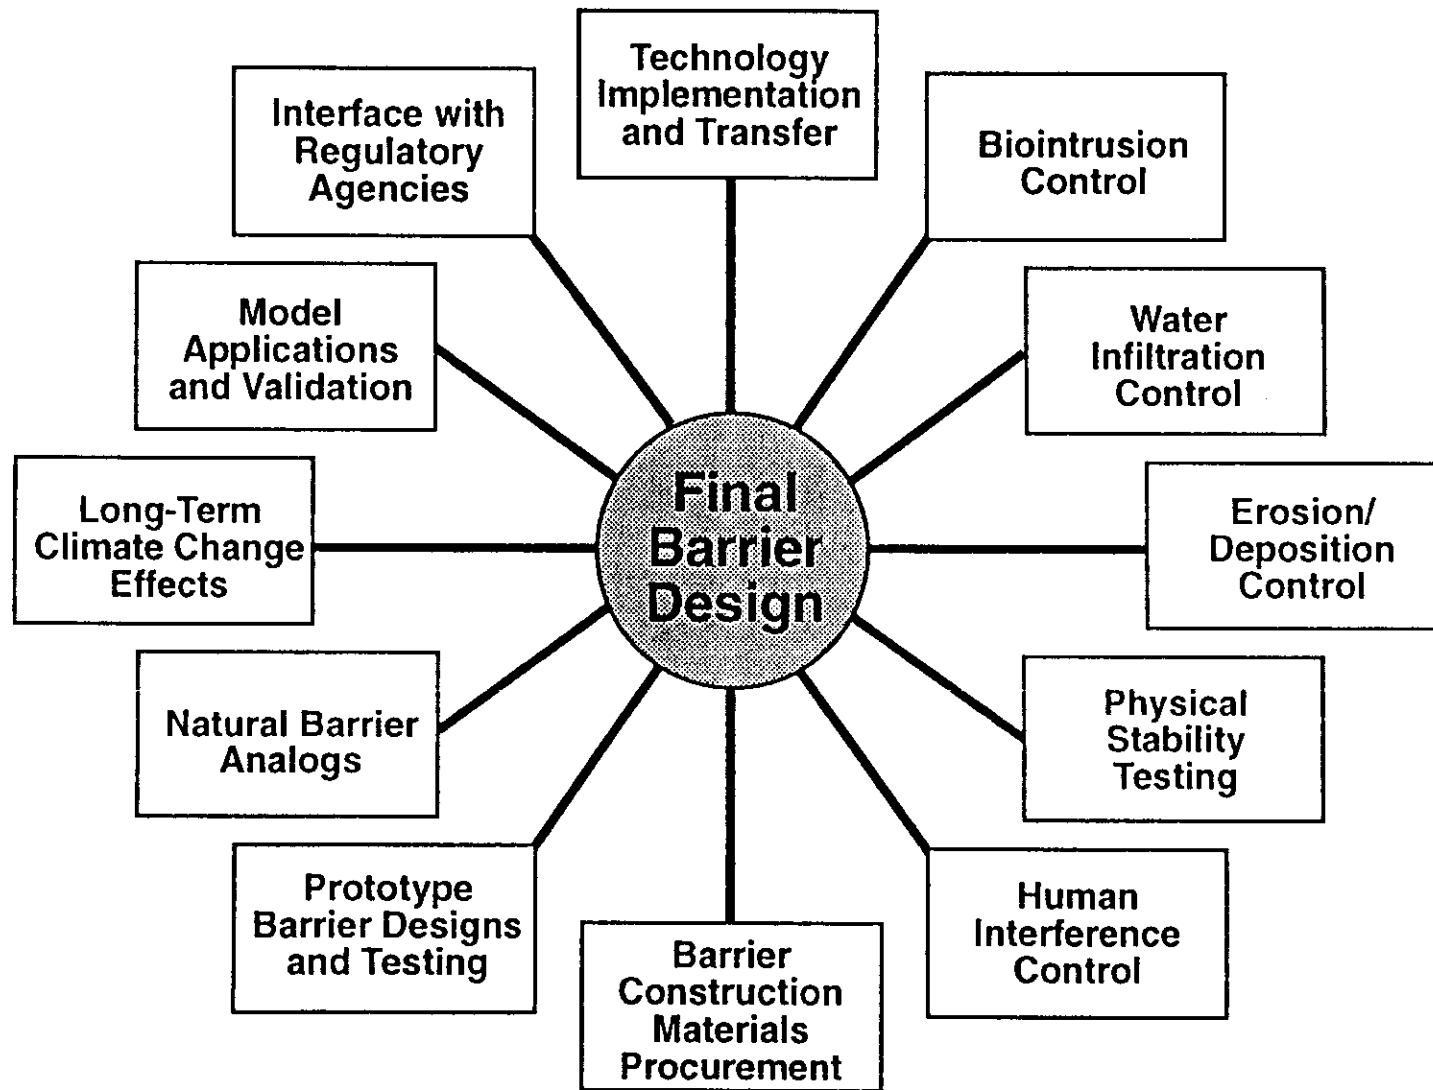 Technology
Implementation
and Transfer
Interface with
Regulatory
Agencies
Biointrusion
Control
Model
Applications
and Validation
Water
Infiltration
Control
Long-Term
Climate Change
Effects
Final
Barrier
Design
Erosion/
Deposition
Control
Natural Barrier
Analogs
Physical
Stability
Testing
Prototype
Barrier Designs
and Testing
Human
Interference
Control
Barrier
Construction
Materials
Procurement